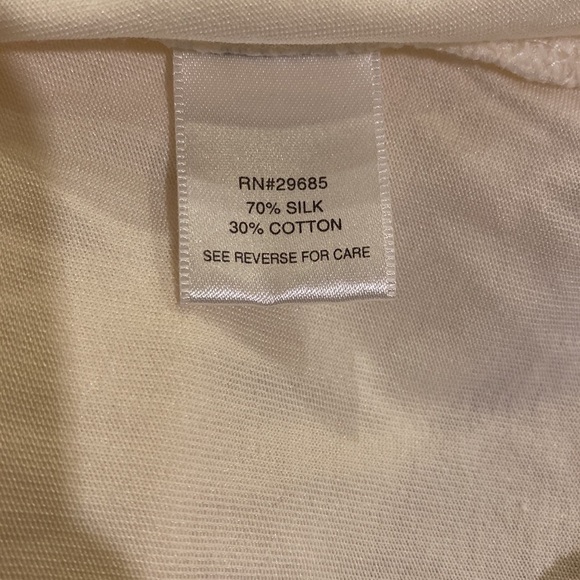 RN#29685
70% SILK
30% COTTON
SEE REVERSE FOR CARE